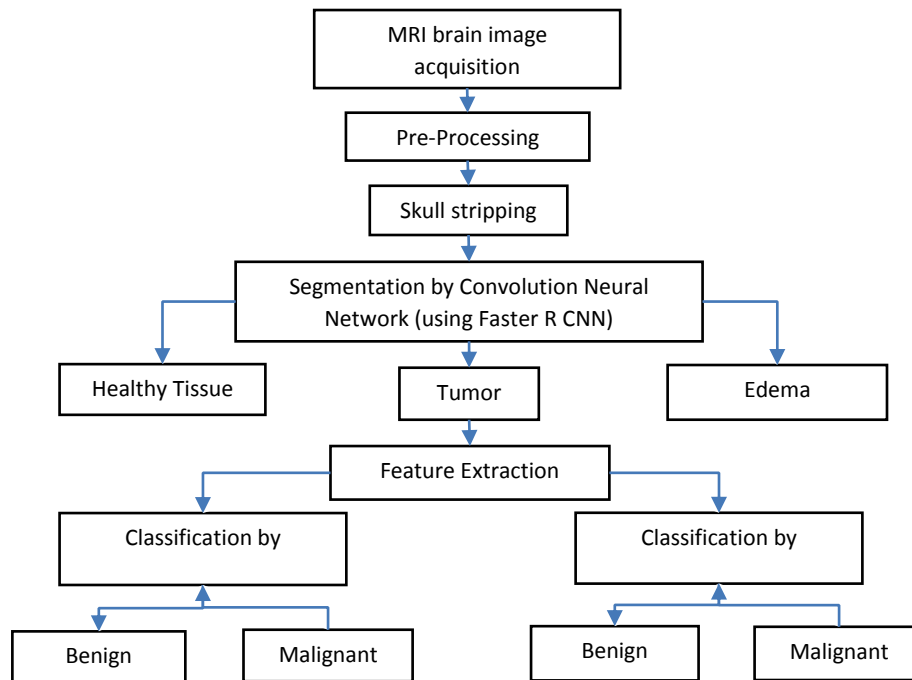 MRI brain image
acquisition
Pre-Processing
Skull stripping
Segmentation by Convolution Neural
Network (using Faster R CNN)
Healthy Tissue
Tumor
Edema
Feature Extraction
Classification by
Classification by
Benign
Malignant
Benign
Malignant